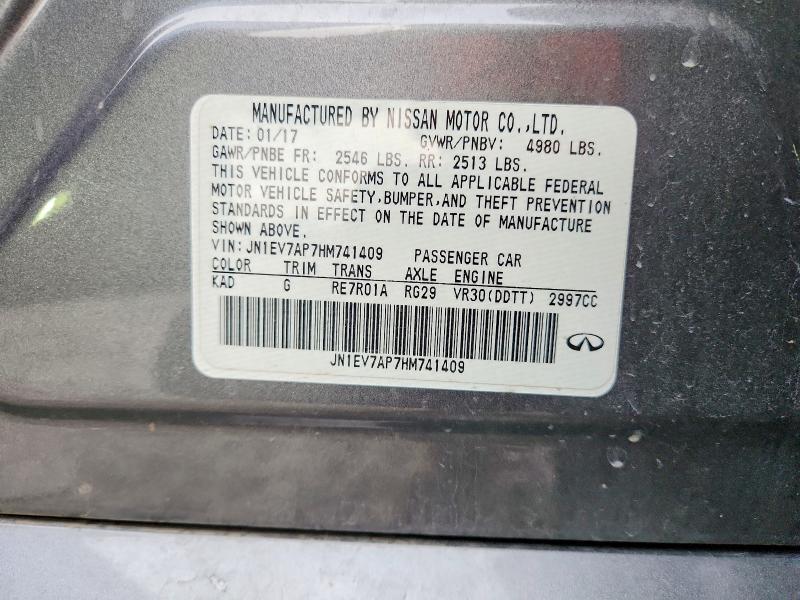 MANUFACTURED BY NISSAN MOTOR CO.,LTD.
DATE: 01/17 GVWR/PNBV: 4980 LBS.
GAWR/PNBE FR: 2546 LBS. RR: 2513 LBS.
THIS VEHICLE CONFORMS TO ALL APPLICABLE FEDERAL
MOTOR VEHICLE SAFETY,BUMPER,AND THEFT PREVENTION
STANDARDS IN EFFECT ON THE DATE OF MANUFACTURE
SHOWN ABOVE.
VIN: JN1EV7AP7HM741409 PASSENGER CAR
COLOR TRIM TRANS AXLE ENGINE
KAD G RE7R01A RG29 VR30(DDTT) 2997CC
JN1EV7AP7HM741409